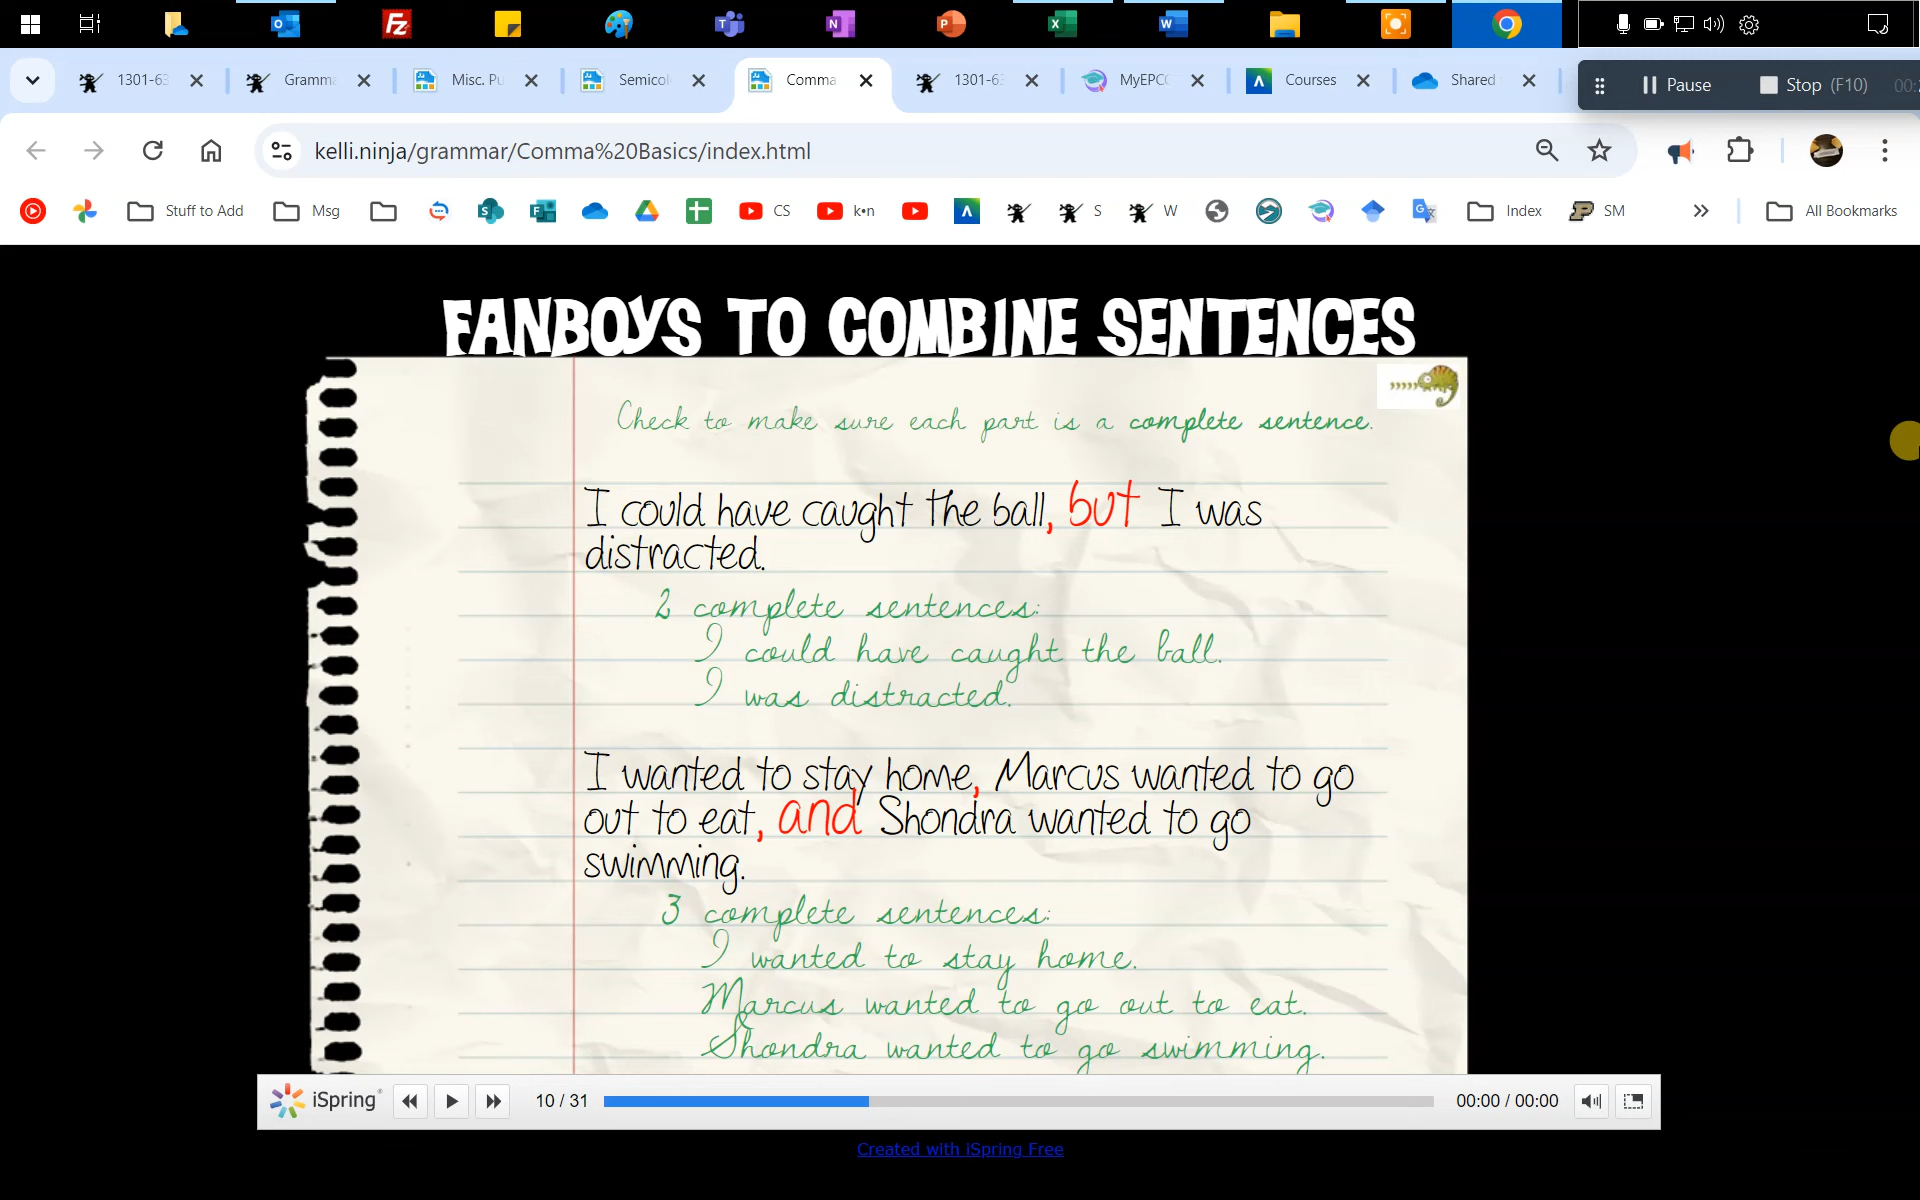 Pause
Stop (F10)
00:
1301-63
Gramma
Misc. Pu
Semicol
Comma
1301-63
MyEPCC
Courses
Shared
kelli.ninja/grammar/Comma%20Basics/index.html
Stuff to Add
Msg
CS
k•n
S
W
Index
SM
All Bookmarks
FANBOYS TO COMBINE SENTENCES
Check to make sure each part is a complete sentence.
I could have caught the ball, but I was
distracted.
2 complete sentences:
I could have caught the ball.
I was distracted.
I wanted to stay home, Marcus wanted to go
out to eat, and Shondra wanted to go
swimming.
3 complete sentences:
I wanted to stay home.
Marcus wanted to go out to eat.
Shondra wanted to go swimming.
iSpring
10 / 31
00:00 / 00:00
Created with iSpring Free